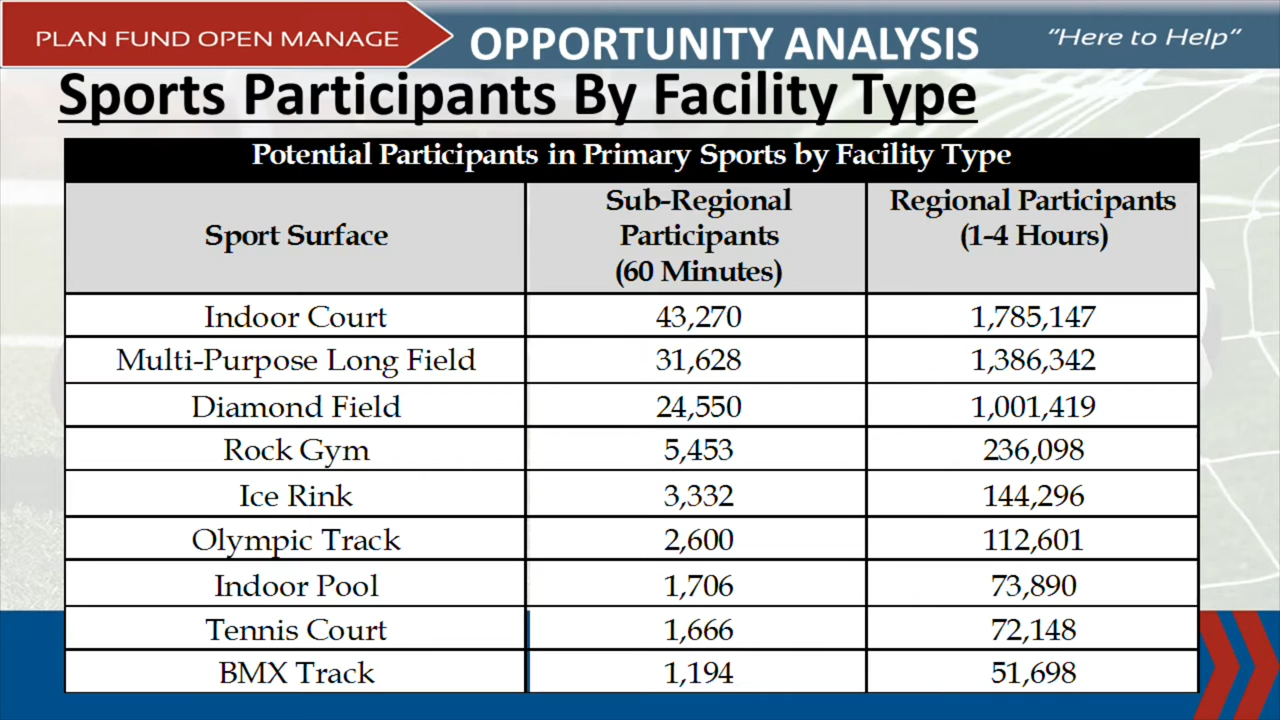 PLAN FUND OPEN MANAGE
OPPORTUNITY ANALYSIS
"Here to Help"
Sports Participants By Facility Type
Potential Participants in Primary Sports by Facility Type
Sport Surface
Sub-Regional
Participants
(60 Minutes)
Regional Participants
(1-4 Hours)
Indoor Court 43,270 1,785,147
Multi-Purpose Long Field 31,628 1,386,342
Diamond Field 24,550 1,001,419
Rock Gym 5,453 236,098
Ice Rink 3,332 144,296
Olympic Track 2,600 112,601
Indoor Pool 1,706 73,890
Tennis Court 1,666 72,148
BMX Track 1,194 51,698